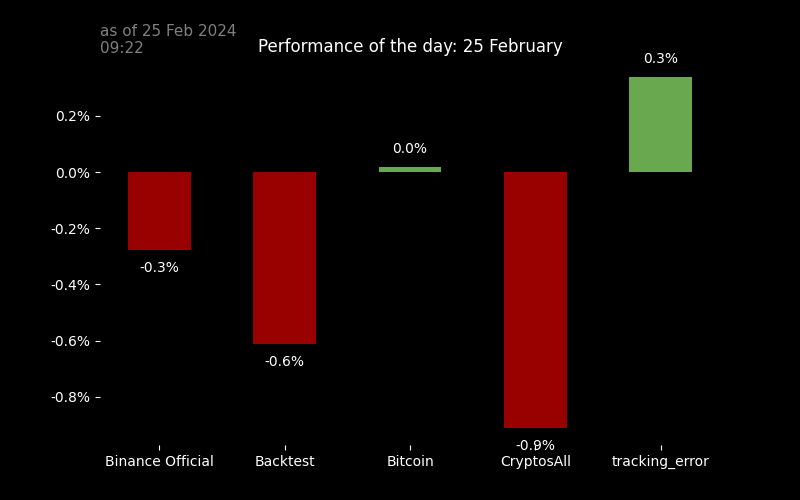 as of 25 Feb 2024
09:22
Performance of the day: 25 February
0.3%
0.2%
0.0%
0.0%
-0.2%
-0.3%
-0.4%
-0.6%
-0.6%
-0.8%
-0.9%
Binance Official
Backtest
Bitcoin
CryptosAll
tracking_error